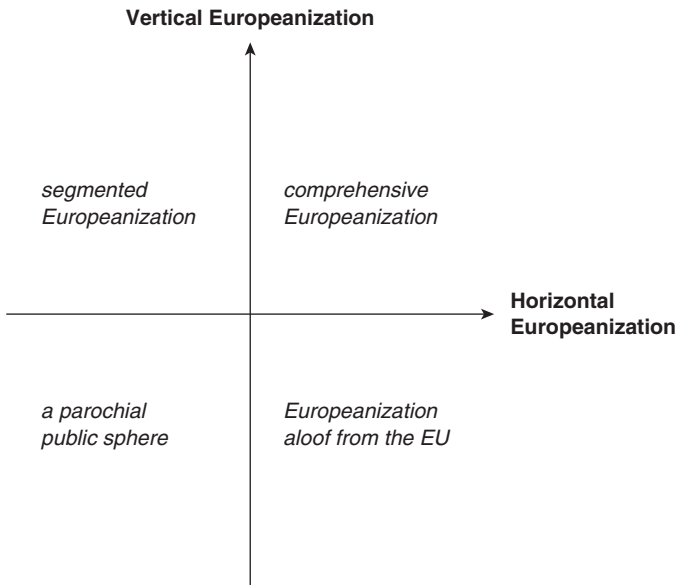 Vertical Europeanization
segmented
Europeanization
comprehensive
Europeanization
Horizontal
Europeanization
a parochial
public sphere
Europeanization
aloof from the EU